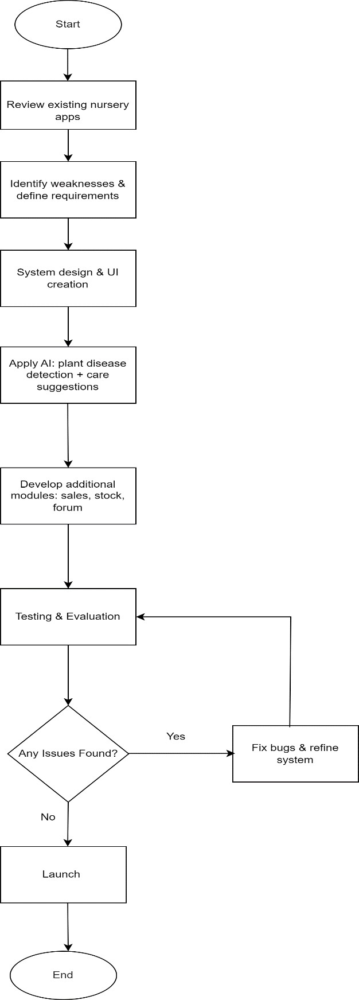 Start
Review existing nursery
apps
Identify weaknesses &
define requirements
System design & UI
creation
Apply AI: plant disease
detection + care
suggestions
Develop additional
modules: sales, stock,
forum
Testing & Evaluation
Any Issues Found?
Yes
Fix bugs & refine
system
No
Launch
End